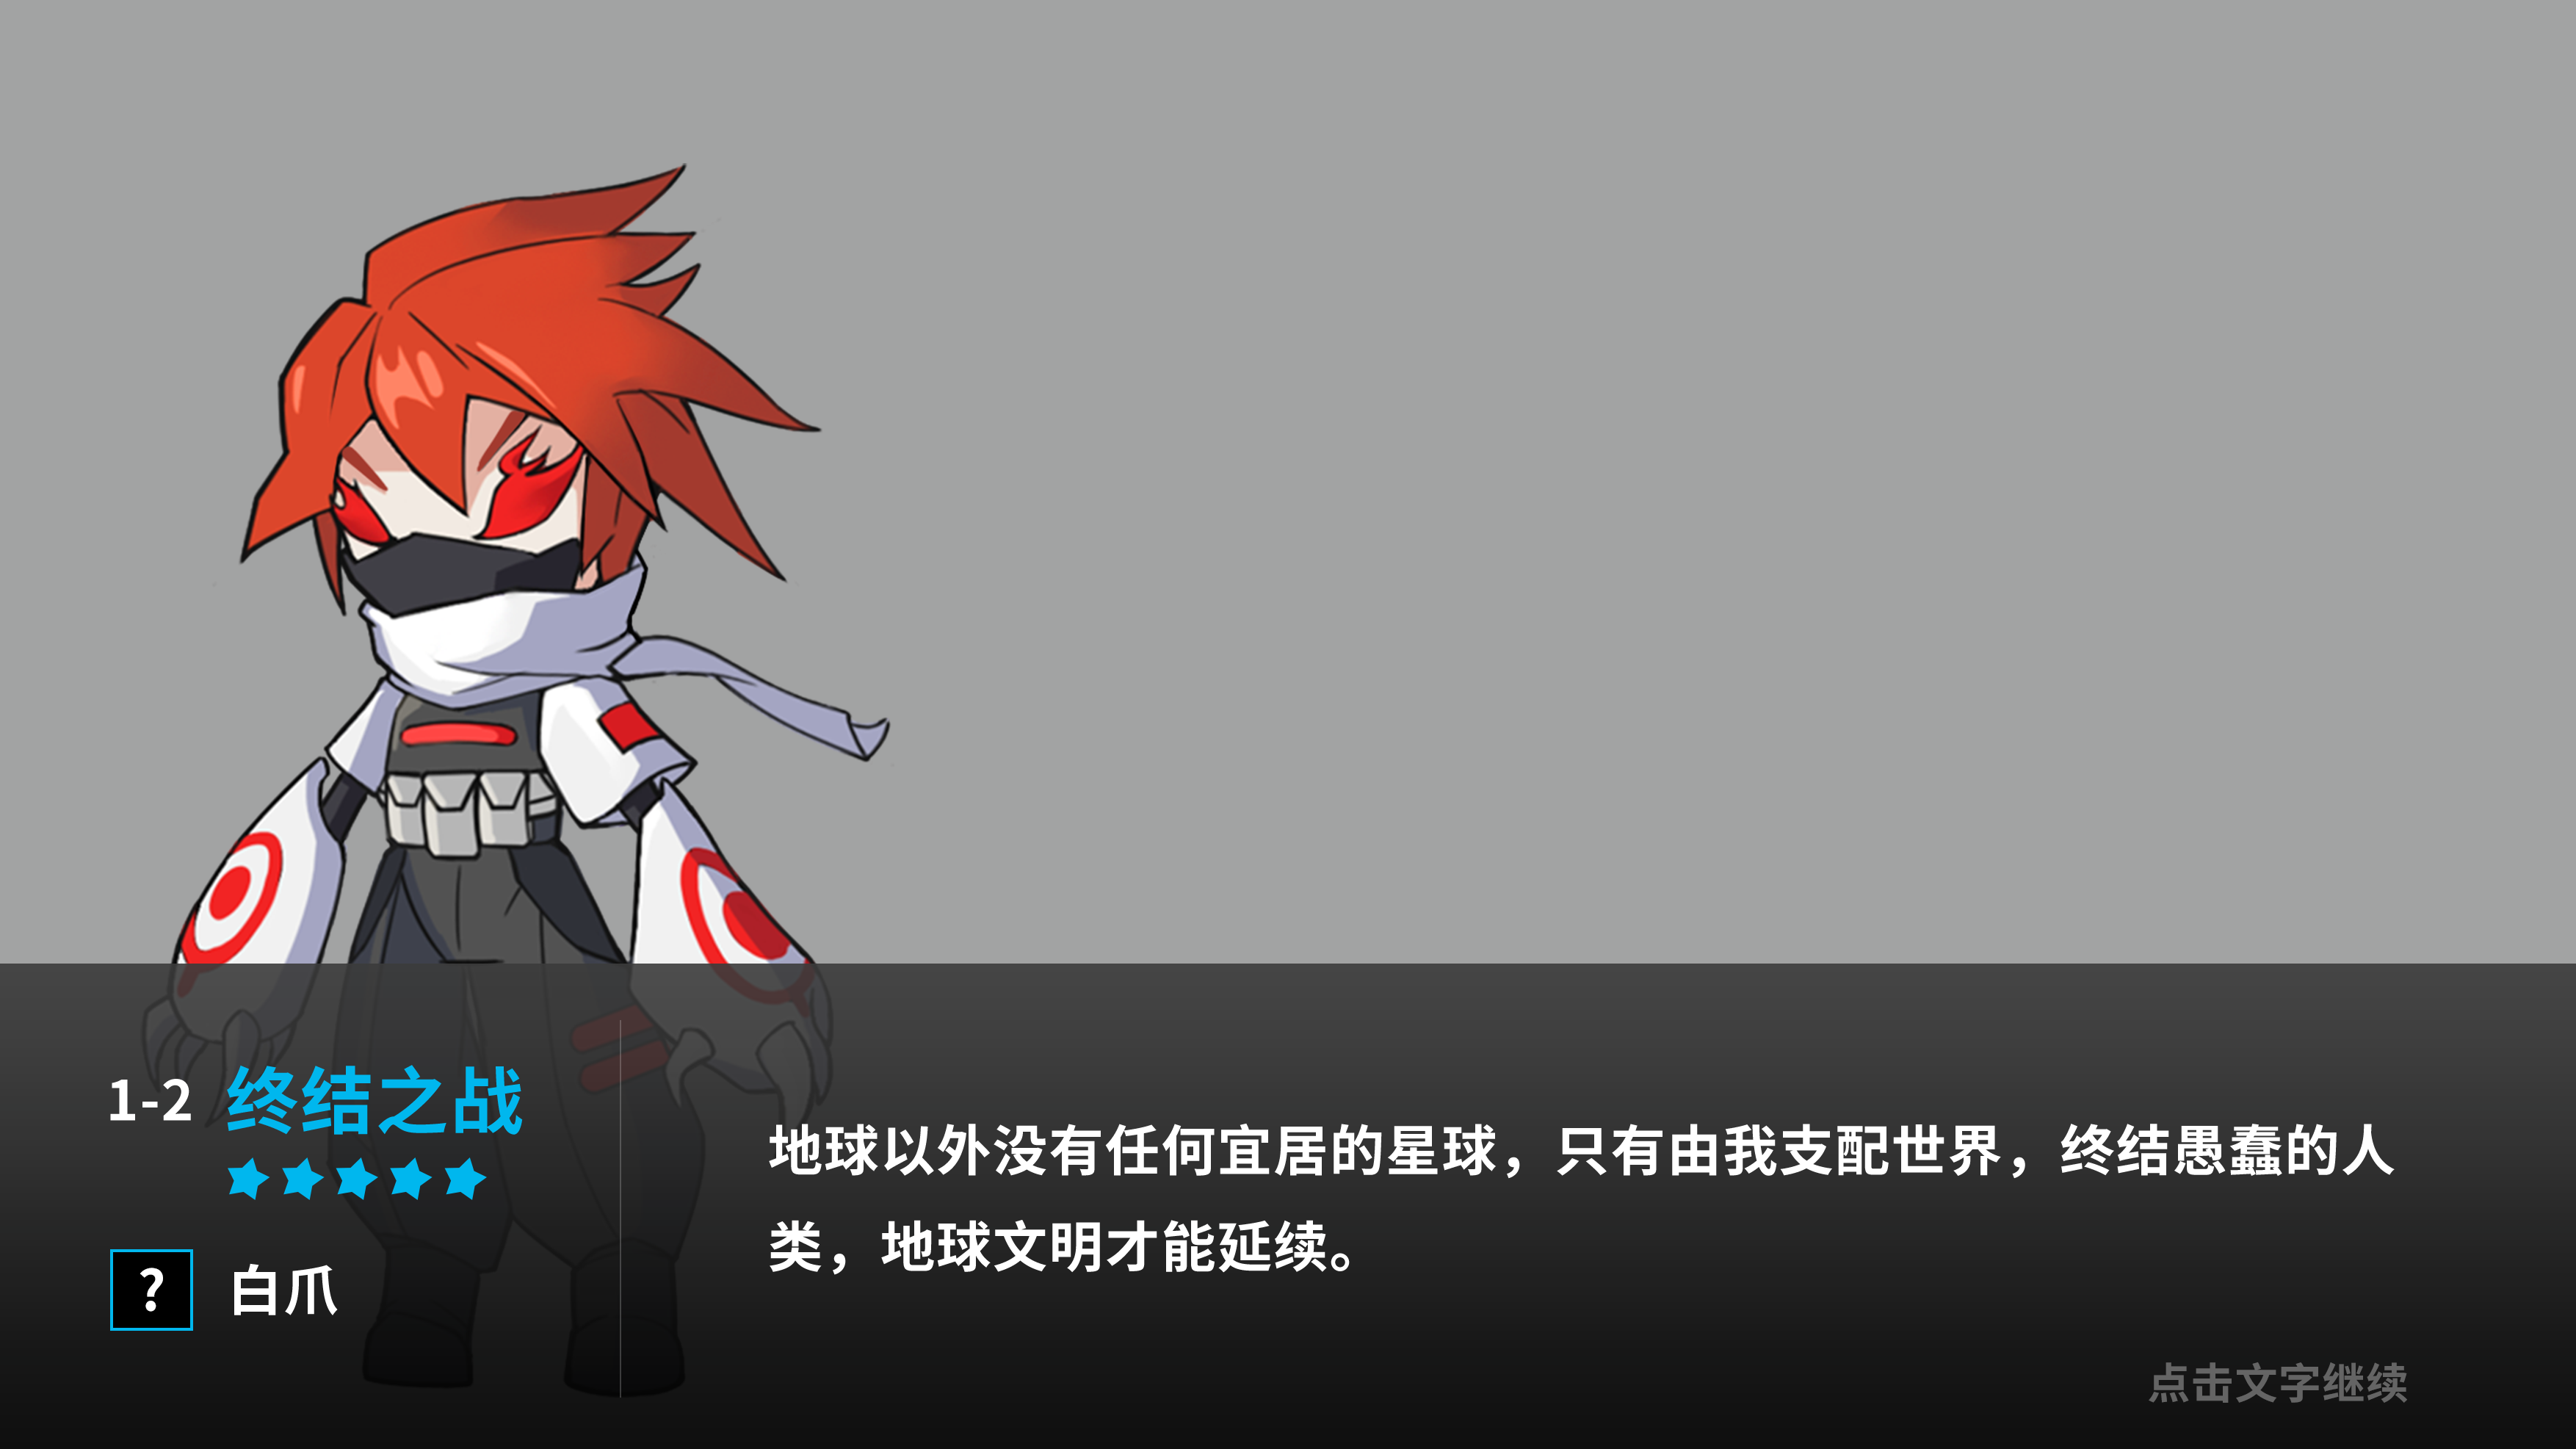 1-2 终结之战
? 白爪
地球以外没有任何宜居的星球，只有由我支配世界，终结愚蠢的人
类，地球文明才能延续。
点击文字继续